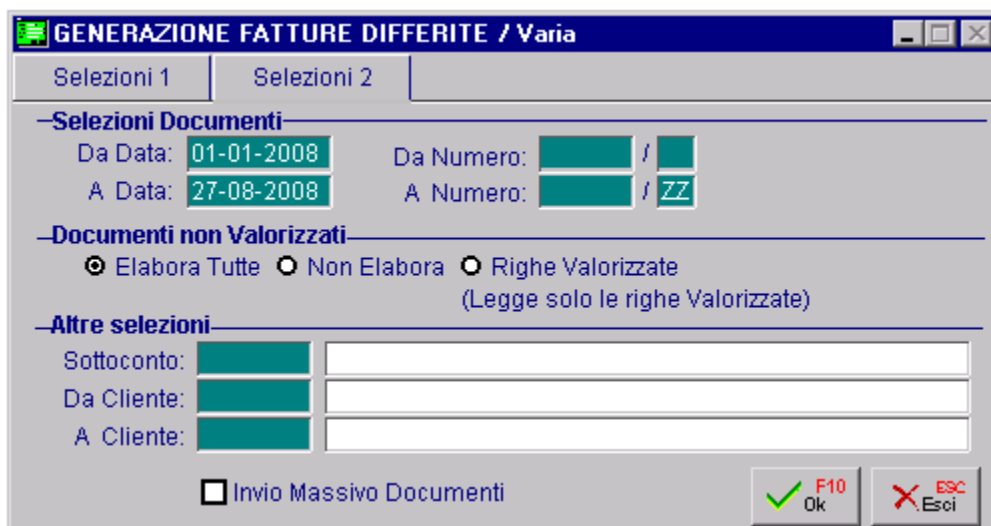 GENERAZIONE FATTURE DIFFERITE / Varia
Selezioni 1 Selezioni 2
Selezioni Documenti
Da Data: 01-01-2008 Da Numero: /
A Data: 27-08-2008 A Numero: / ZZ
Documenti non Valorizzati
Elabora Tutte Non Elabora Righe Valorizzate
(Legge solo le righe Valorizzate)
Altre selezioni
Sottoconto:
Da Cliente:
A Cliente:
Invio Massivo Documenti F10 Ok ESC Esci